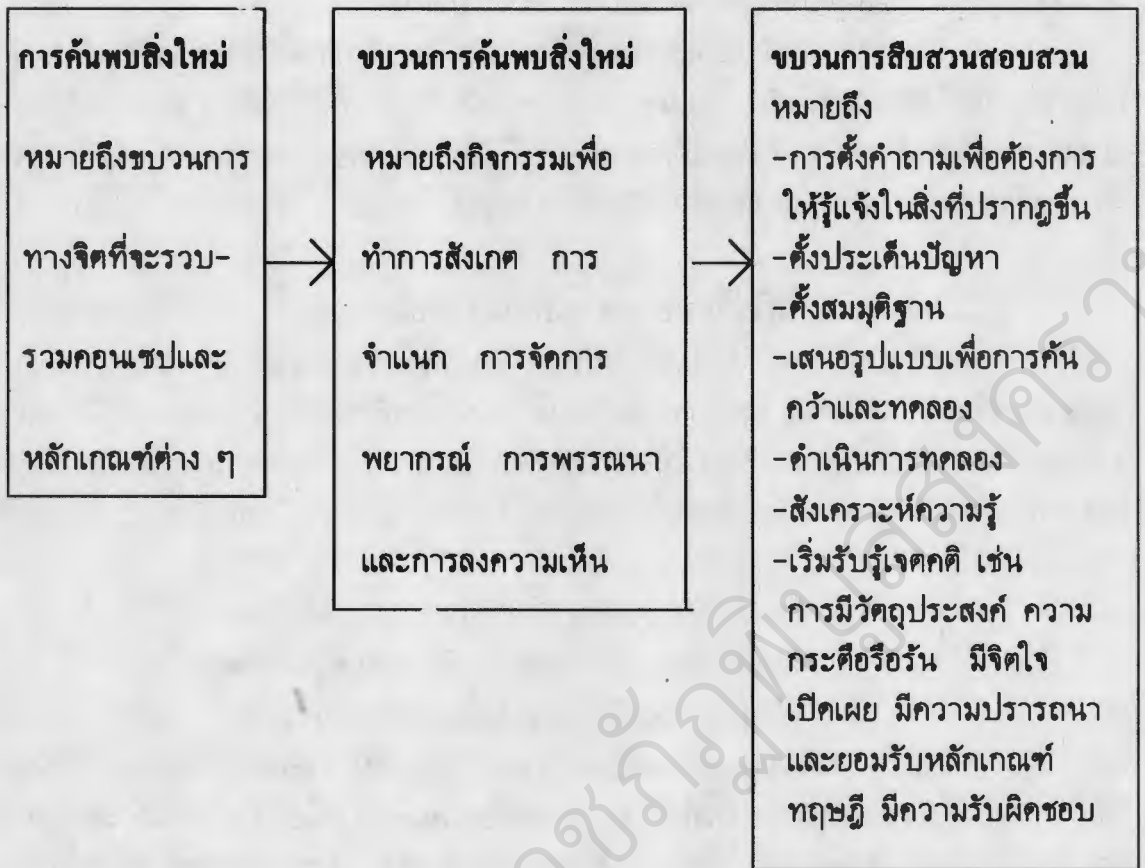 การค้นพบสิ่งใหม่
หมายถึงขบวนการ
ทางจิตที่จะรวบ-
รวมคอนเซปและ
หลักเกณฑ์ต่าง ๆ
ขบวนการค้นพบสิ่งใหม่
หมายถึงกิจกรรมเพื่อ
ทำการสังเกต การ
จำแนก การจัดการ
พยากรณ์ การพรรณนา
และการลงความเห็น
ขบวนการสืบสวนสอบสวน
หมายถึง
-การตั้งคำถามเพื่อต้องการ
ให้รู้แจ้งในสิ่งที่ปรากฎขึ้น
-ตั้งประเด็นปัญหา
-ตั้งสมมุติฐาน
-เสนอรูปแบบเพื่อการค้น
คว้าและทดลอง
-ดำเนินการทดลอง
-สังเคราะห์ความรู้
-เริ่มรับรู้เจตคติ เช่น
การมีวัตถุประสงค์ ความ
กระตือรือร้น มีจิตใจ
เปิดเผย มีความปรารถนา
และยอมรับหลักเกณฑ์
ทฤษฎี มีความรับผิดชอบ